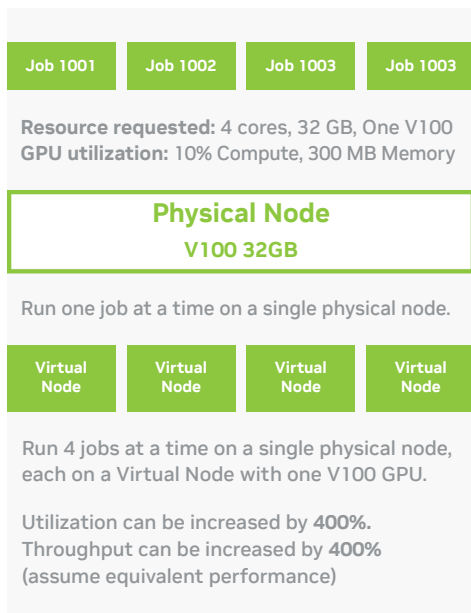 Job 1001 Job 1002 Job 1003 Job 1003
Resource requested: 4 cores, 32 GB, One V100
GPU utilization: 10% Compute, 300 MB Memory
Physical Node
V100 32GB
Run one job at a time on a single physical node.
Virtual Node Virtual Node Virtual Node Virtual Node
Run 4 jobs at a time on a single physical node,
each on a Virtual Node with one V100 GPU.
Utilization can be increased by 400%.
Throughput can be increased by 400%
(assume equivalent performance)